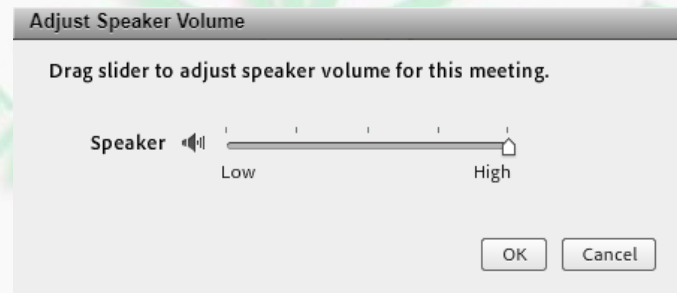 Adjust Speaker Volume
Drag slider to adjust speaker volume for this meeting.
Speaker
Low High
OK Cancel